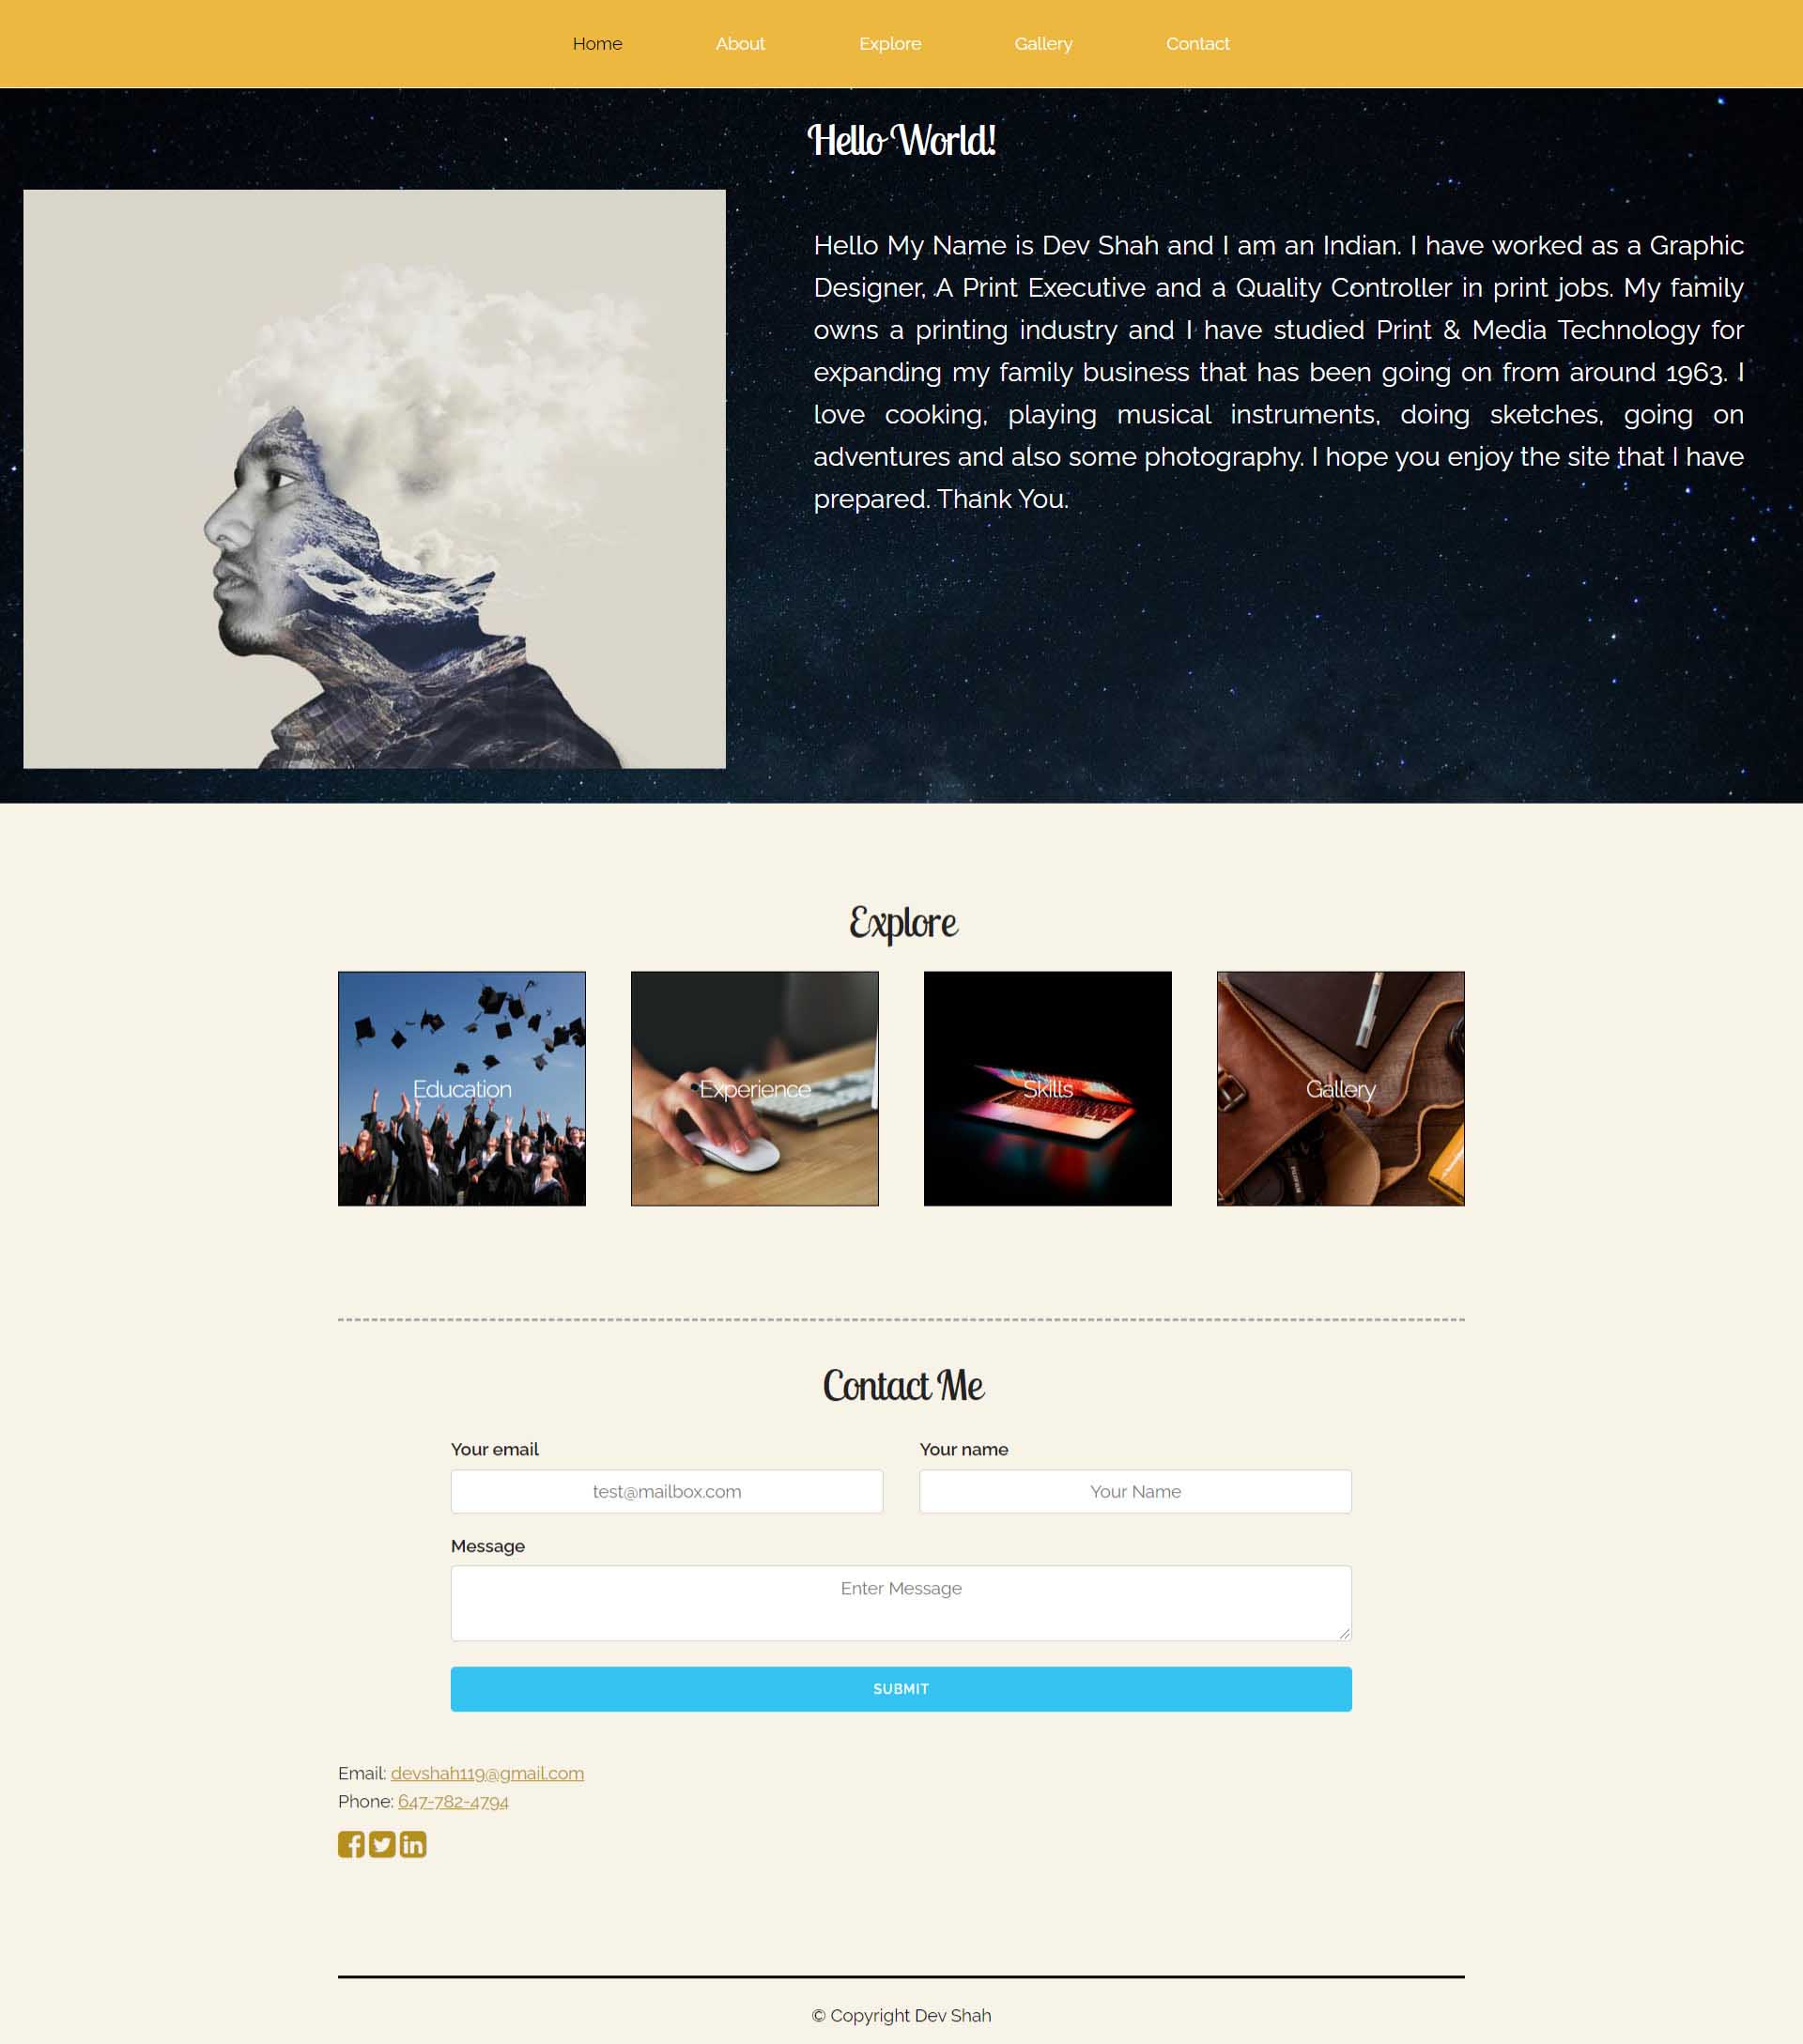 Home About Explore Gallery Contact
Hello World!
Hello My Name is Dev Shah and I am an Indian. I have worked as a Graphic
Designer, A Print Executive and a Quality Controller in print jobs. My family
owns a printing industry and I have studied Print & Media Technology for
expanding my family business that has been going on from around 1963. I
love cooking, playing musical instruments, doing sketches, going on
adventures and also some photography. I hope you enjoy the site that I have
prepared. Thank You.
Explore
Education Experience Skills Gallery
FUJIFILM
Contact Me
Your email Your name
test@mailbox.com Your Name
Message
Enter Message
SUBMIT
Email: devshah119@gmail.com
Phone: 647-782-4794
© Copyright Dev Shah